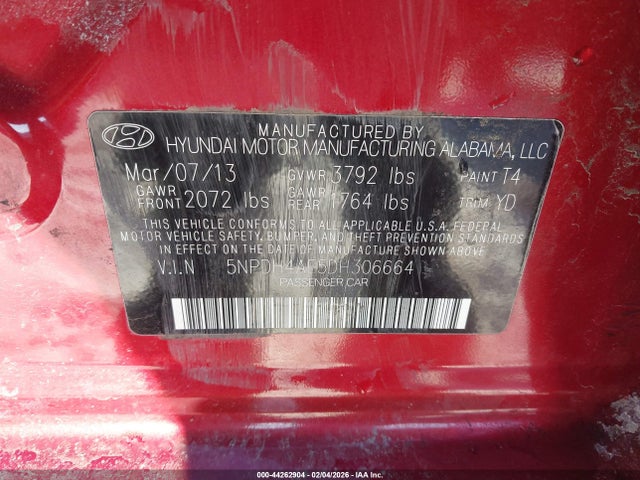 MANUFACTURED BY
HYUNDAI MOTOR MANUFACTURING ALABAMA, LLC
Mar/07/13 GVWR 3792 lbs PAINT T4
GAWR FRONT 2072 lbs GAWR REAR 1764 lbs TRIM YD
THIS VEHICLE CONFORMS TO ALL APPLICABLE U.S.A. FEDERAL
MOTOR VEHICLE SAFETY, BUMPER, AND THEFT PREVENTION STANDARDS
IN EFFECT ON THE DATE OF MANUFACTURE SHOWN ABOVE
V.I.N 5NPDH4AE5DH306664
PASSENGER CAR
000-44262904 - 02/04/2026 - IAA Corp.